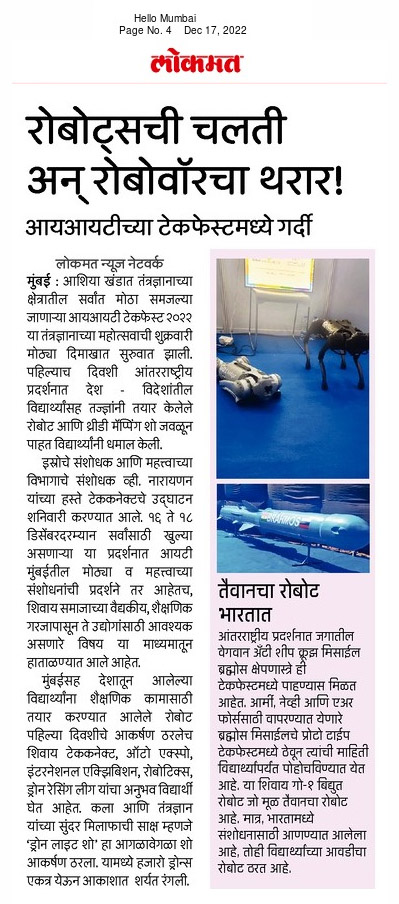 Hello Mumbai
Page No. 4 Dec 17, 2022
लोकमत
रोबोट्सची चलती
अन् रोबोवॉरचा थरार!
आयआयटीच्या टेकफेस्टमध्ये गर्दी
लोकमत न्यूज नेटवर्क
मुंबई : आशिया खंडात तंत्रज्ञानाच्या
क्षेत्रातील सर्वांत मोठा समजल्या
जाणाऱ्या आयआयटी टेकफेस्ट २०२२
या तंत्रज्ञानाच्या महोत्सवाची शुक्रवारी
मोठ्या दिमाखात सुरुवात झाली.
पहिल्याच दिवशी आंतरराष्ट्रीय
प्रदर्शनात देश - विदेशांतील
विद्यार्थ्यांसह तज्ज्ञांनी तयार केलेले
रोबोट आणि थ्रीडी मॅप्पिंग शो जवळून
पाहत विद्यार्थ्यांनी धमाल केली.
इस्रोचे संशोधक आणि महत्त्वाच्या
विभागाचे संशोधक व्ही. नारायणन
यांच्या हस्ते टेककनेक्टचे उद्घाटन
शनिवारी करण्यात आले. १६ ते १८
डिसेंबरदरम्यान सर्वांसाठी खुल्या
असणाऱ्या या प्रदर्शनात आयटी
मुंबईतील मोठ्या व महत्त्वाच्या
संशोधनांची प्रदर्शने तर आहेतच,
शिवाय समाजाच्या वैद्यकीय, शैक्षणिक
गरजापासून ते उद्योगांसाठी आवश्यक
असणारे विषय या माध्यमातून
हाताळण्यात आले आहेत.
मुंबईसह देशातून आलेल्या
विद्यार्थ्यांना शैक्षणिक कामासाठी
तयार करण्यात आलेले रोबोट
पहिल्या दिवशीचे आकर्षण ठरलेच
शिवाय टेककनेक्ट, ऑटो एक्स्पो,
इंटरनेशनल एक्झिबिशन, रोबोटिक्स,
ड्रोन रेसिंग लीग यांचा अनुभव विद्यार्थी
घेत आहेत. कला आणि तंत्रज्ञान
यांच्या सुंदर मिलाफाची साक्ष म्हणजे
‘ड्रोन लाइट शो’ हा आगळावेगळा शो
आकर्षण ठरला. यामध्ये हजारो ड्रोन्स
एकत्र येऊन आकाशात शर्यत रंगली.
BRAHMOS
तैवानचा रोबोट
भारतात
आंतरराष्ट्रीय प्रदर्शनात जगातील
वेगवान अँटी शीप क्रूझ मिसाईल
ब्रह्मोस क्षेपणास्त्रे ही
टेकफेस्टमध्ये पाहण्यास मिळत
आहेत. आर्मी, नेव्ही आणि एअर
फोर्ससाठी वापरण्यात येणारे
ब्रह्मोस मिसाईलचे प्रोटो टाईप
टेकफेस्टमध्ये ठेवून त्यांची माहिती
विद्यार्थ्यांपर्यत पोहोचविण्यात येत
आहे. या शिवाय गो-१ बिद्युत
रोबोट जो मूळ तैवानचा रोबोट
आहे. मात्र, भारतामध्ये
संशोधनासाठी आणण्यात आलेला
आहे, तोही विद्यार्थ्याच्या आवडीचा
रोबोट ठरत आहे.